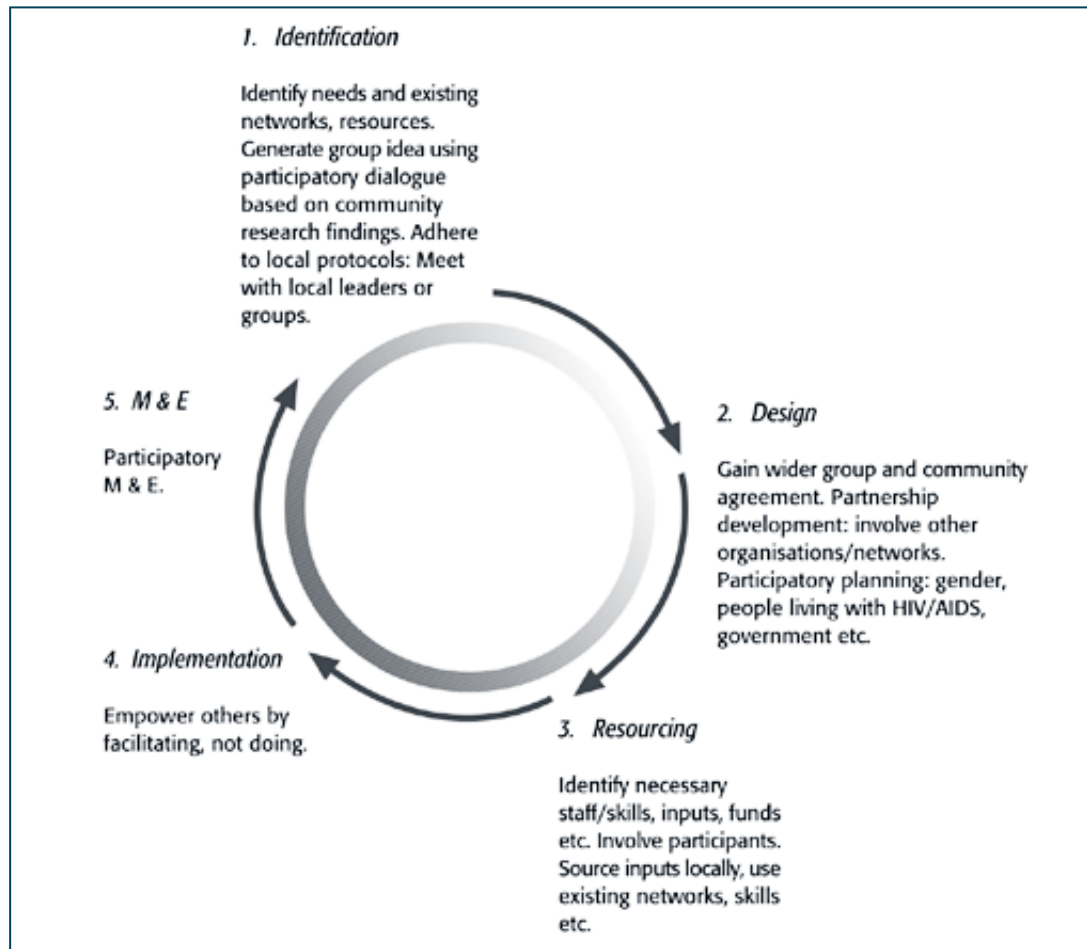 1. Identification
Identify needs and existing
networks, resources.
Generate group idea using
participatory dialogue
based on community
research findings. Adhere
to local protocols: Meet
with local leaders or
groups.
2. Design
Gain wider group and community
agreement. Partnership
development: involve other
organisations/networks.
Participatory planning: gender,
people living with HIV/AIDS,
government etc.
3. Resourcing
Identify necessary
staff/skills, inputs, funds
etc. Involve participants.
Source inputs locally, use
existing networks, skills
etc.
4. Implementation
Empower others by
facilitating, not doing.
5. M & E
Participatory
M & E.